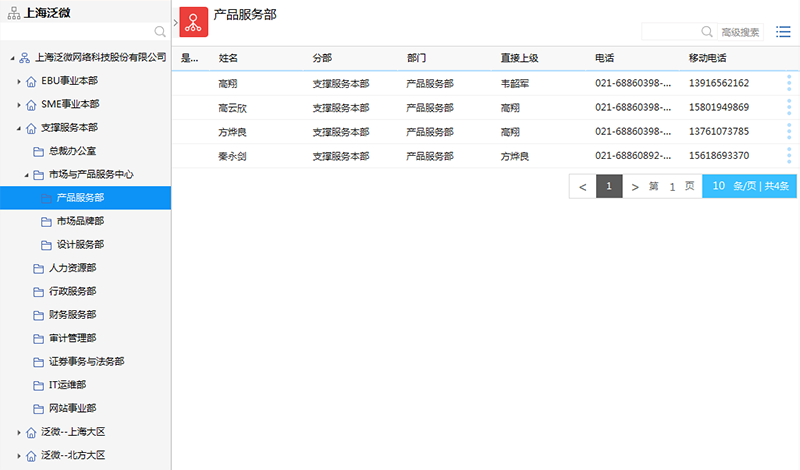 上海泛微
上海泛微网络科技股份有限公司
EBU事业本部
SME事业本部
支撑服务本部
总裁办公室
市场与产品服务中心
产品服务部
市场品牌部
设计服务部
人力资源部
行政服务部
财务服务部
审计管理部
证券事务与法务部
IT运维部
网站事业部
泛微--上海大区
泛微--北方大区
产品服务部
高级搜索
是... 姓名 分部 部门 直接上级 电话 移动电话
高翔 支撑服务本部 产品服务部 韦韶军 021-68860398-... 13916562162
高云欣 支撑服务本部 产品服务部 高翔 021-68860398-... 15801949869
方烨良 支撑服务本部 产品服务部 高翔 021-68860398-... 13761073785
秦永剑 支撑服务本部 产品服务部 方烨良 021-68860892-... 15618693370
< 1 > 第 1 页 10 条/页 | 共4条